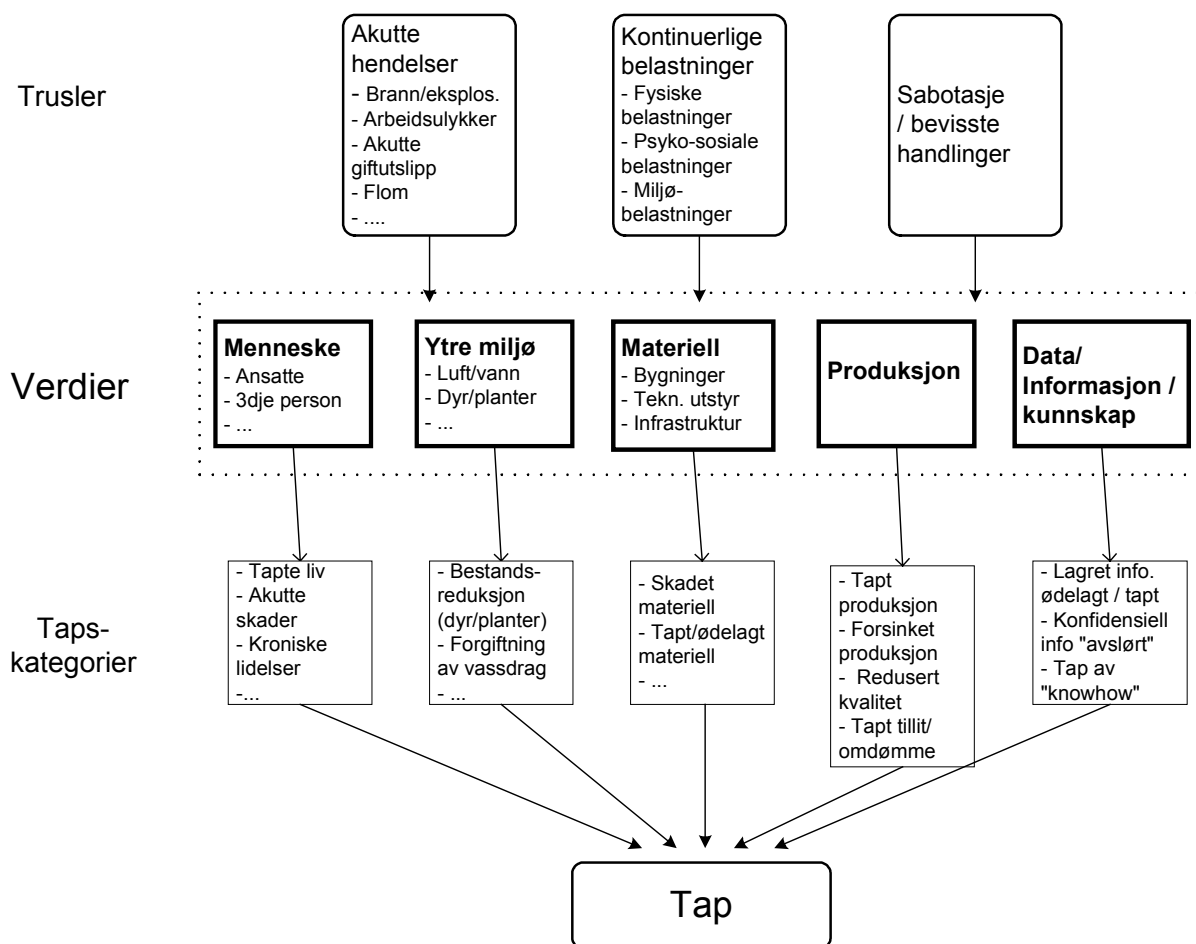 Trusler
Akutte
hendelser
- Brann/eksplos.
- Arbeidsulykker
- Akutte
giftutslipp
- Flom
- ....
Kontinuerlige
belastninger
- Fysiske
belastninger
- Psyko-sosiale
belastninger
- Miljø-
belastninger
Sabotasje
/ bevisste
handlinger
Verdier
Menneske
- Ansatte
- 3dje person
- ...
Ytre miljø
- Luft/vann
- Dyr/planter
- ...
Materiell
- Bygninger
- Tekn. utstyr
- Infrastruktur
Produksjon
Data/
Informasjon /
kunnskap
Taps-
kategorier
- Tapte liv
- Akutte
skader
- Kroniske
lidelser
-...
- Bestands-
reduksjon
(dyr/planter)
- Forgiftning
av vassdrag
- ...
- Skadet
materiell
- Tapt/ødelagt
materiell
- ...
- Tapt
produksjon
- Forsinket
produksjon
- Redusert
kvalitet
- Tapt tillit/
omdømme
- Lagret info.
ødelagt / tapt
- Konfidensiell
info "avslørt"
- Tap av
"knowhow"
Tap